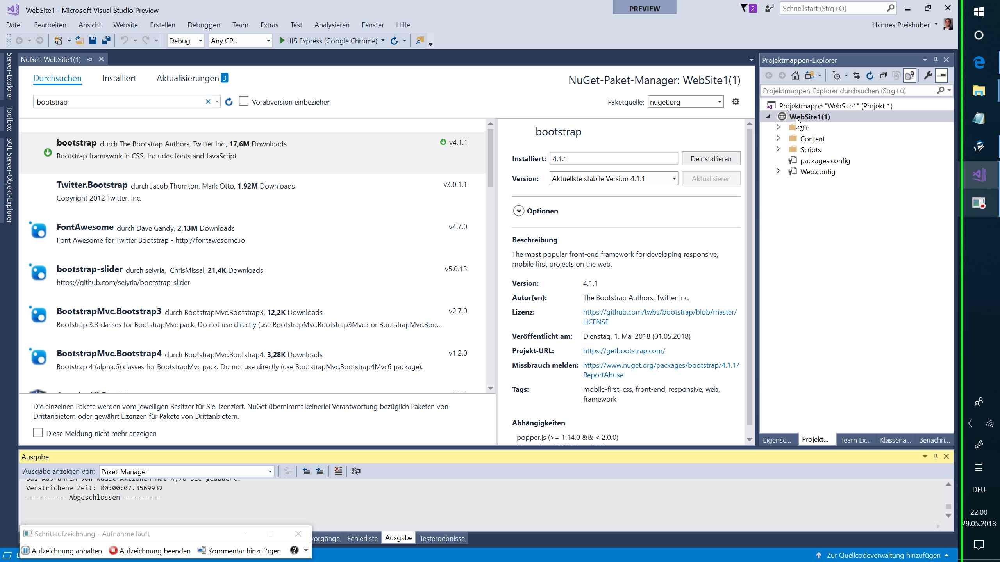 WebSite1 - Microsoft Visual Studio Preview
PREVIEW
2
Schnellstart (Strg+Q)
Datei Bearbeiten Ansicht Website Erstellen Debuggen Team Extras Test Analysieren Fenster Hilfe
Hannes Preishuber
Debug
Any CPU
IIS Express (Google Chrome)
Server-Explorer
Toolbox
SQL Server-Objekt-Explorer
NuGet: WebSite1(1)
Durchsuchen Installiert Aktualisierungen 3
NuGet-Paket-Manager: WebSite1(1)
bootstrap
Vorabversion einbeziehen
Paketquelle: nuget.org
bootstrap durch The Bootstrap Authors, Twitter Inc., 17,6M Downloads v4.1.1
Bootstrap framework in CSS. Includes fonts and JavaScript
Twitter.Bootstrap durch Jacob Thornton, Mark Otto, 1,92M Downloads v3.0.1.1
Copyright 2012 Twitter, Inc.
FontAwesome durch Dave Gandy, 2,13M Downloads v4.7.0
Font Awesome for Twitter Bootstrap - http://fontawesome.io
bootstrap-slider durch seiyria, ChrisMissal, 21,4K Downloads v5.0.13
https://github.com/seiyria/bootstrap-slider
BootstrapMvc.Bootstrap3 durch BootstrapMvc.Bootstrap3, 12,2K Downloads v2.7.0
Bootstrap 3.3 classes for BootstrapMvc pack. Do not use directly (use BootstrapMvc.Bootstrap3Mvc5 or BootstrapMvc.Boo...
BootstrapMvc.Bootstrap4 durch BootstrapMvc.Bootstrap4, 3,28K Downloads v1.2.0
Bootstrap 4 (alpha.6) classes for BootstrapMvc pack. Do not use directly (use BootstrapMvc.Bootstrap4Mvc6 package).
Die einzelnen Pakete werden vom jeweiligen Besitzer für Sie lizenziert. NuGet übernimmt keinerlei Verantwortung bezüglich Paketen von
Drittanbietern oder gewährt Lizenzen für Pakete von Drittanbietern.
Diese Meldung nicht mehr anzeigen
bootstrap
Installiert: 4.1.1 Deinstallieren
Version: Aktuellste stabile Version 4.1.1 Aktualisieren
Optionen
Beschreibung
The most popular front-end framework for developing responsive,
mobile first projects on the web.
Version: 4.1.1
Autor(en): The Bootstrap Authors, Twitter Inc.
Lizenz: https://github.com/twbs/bootstrap/blob/master/
LICENSE
Veröffentlicht am: Dienstag, 1. Mai 2018 (01.05.2018)
Projekt-URL: https://getbootstrap.com/
Missbrauch melden: https://www.nuget.org/packages/bootstrap/4.1.1/
ReportAbuse
Tags: mobile-first, css, front-end, responsive, web,
framework
Abhängigkeiten
popper.js (>= 1.14.0 && < 2.0.0)
Projektmappen-Explorer
Projektmappen-Explorer durchsuchen (Strg+ü)
Projektmappe "WebSite1" (Projekt 1)
WebSite1(1)
Bin
Content
Scripts
packages.config
Web.config
Eigensc... Projekt... Team Ex... Klassena... Benachri...
Ausgabe
Ausgabe anzeigen von: Paket-Manager
Das Ausführen von NuGet-Aktionen hat 4,76 sec gedauert.
Verstrichene Zeit: 00:00:07.3569932
========== Abgeschlossen ==========
Schrittaufzeichnung - Aufnahme läuft
Aufzeichnung anhalten Aufzeichnung beenden Kommentar hinzufügen
vorgänge Fehlerliste Ausgabe Testergebnisse
Zur Quellcodeverwaltung hinzufügen
DEU
22:00
29.05.2018